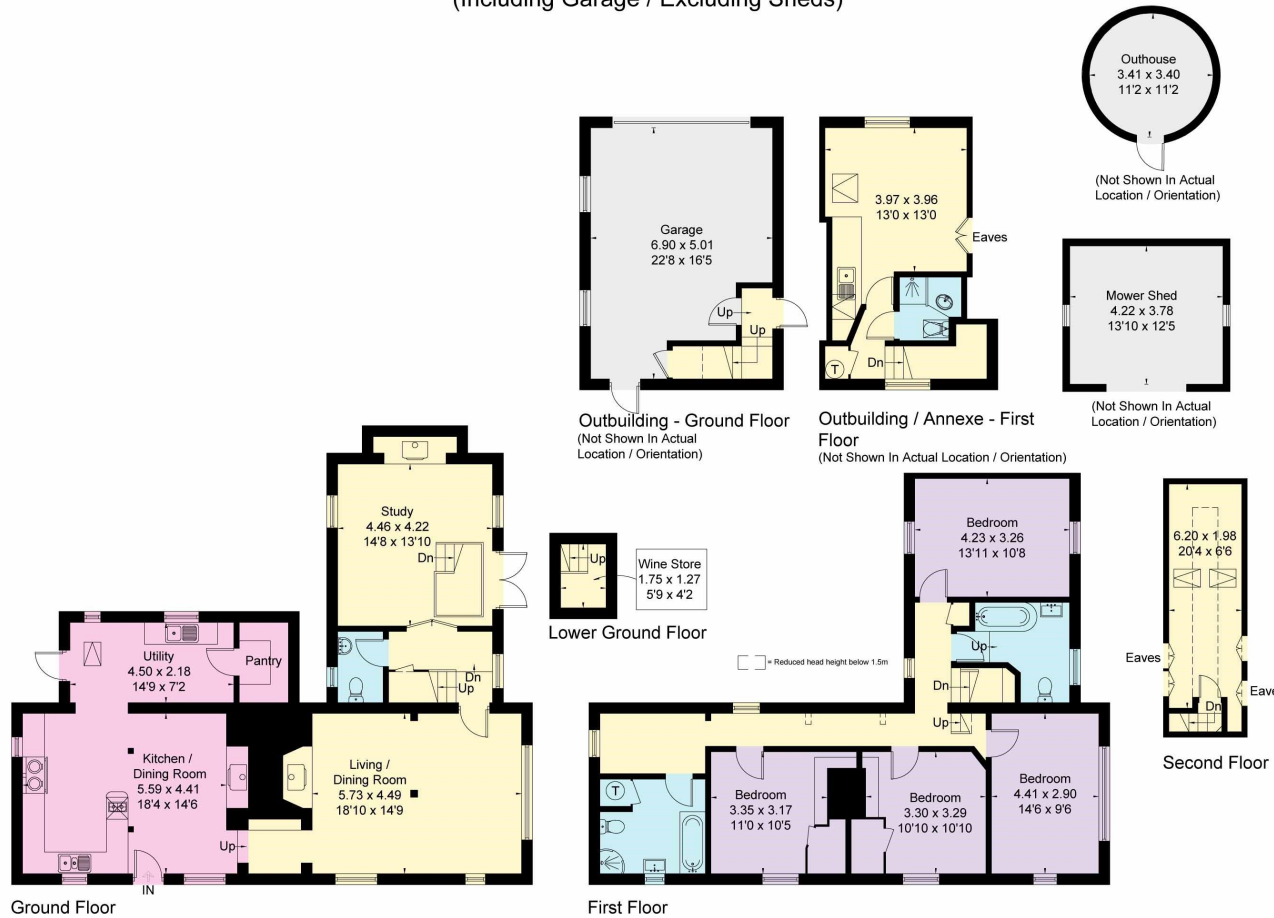 (Including Garage / Excluding Sheds)
Outhouse
3.41 x 3.40
11'2 x 11'2
(Not Shown In Actual
Location / Orientation)
Garage
6.90 x 5.01
22'8 x 16'5
Up
Up
Outbuilding - Ground Floor
(Not Shown In Actual
Location / Orientation)
3.97 x 3.96
13'0 x 13'0
Eaves
T
Dn
Outbuilding / Annexe - First
Floor
(Not Shown In Actual Location / Orientation)
Mower Shed
4.22 x 3.78
13'10 x 12'5
(Not Shown In Actual
Location / Orientation)
Study
4.46 x 4.22
14'8 x 13'10
Dn
Utility
4.50 x 2.18
14'9 x 7'2
Pantry
Dn
Up
Kitchen /
Dining Room
5.59 x 4.41
18'4 x 14'6
Living /
Dining Room
5.73 x 4.49
18'10 x 14'9
Up
IN
Ground Floor
Up
Wine Store
1.75 x 1.27
5'9 x 4'2
Lower Ground Floor
= Reduced head height below 1.5m
Bedroom
4.23 x 3.26
13'11 x 10'8
Up
Dn
Up
T
Bedroom
3.35 x 3.17
11'0 x 10'5
Bedroom
3.30 x 3.29
10'10 x 10'10
Bedroom
4.41 x 2.90
14'6 x 9'6
First Floor
6.20 x 1.98
20'4 x 6'6
Eaves
Eave
Dn
Second Floor